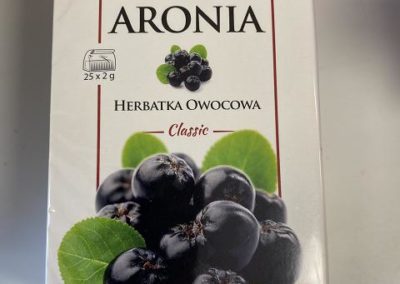 ARONIA
25 x 2 g
HERBATKA OWOCOWA
Classic